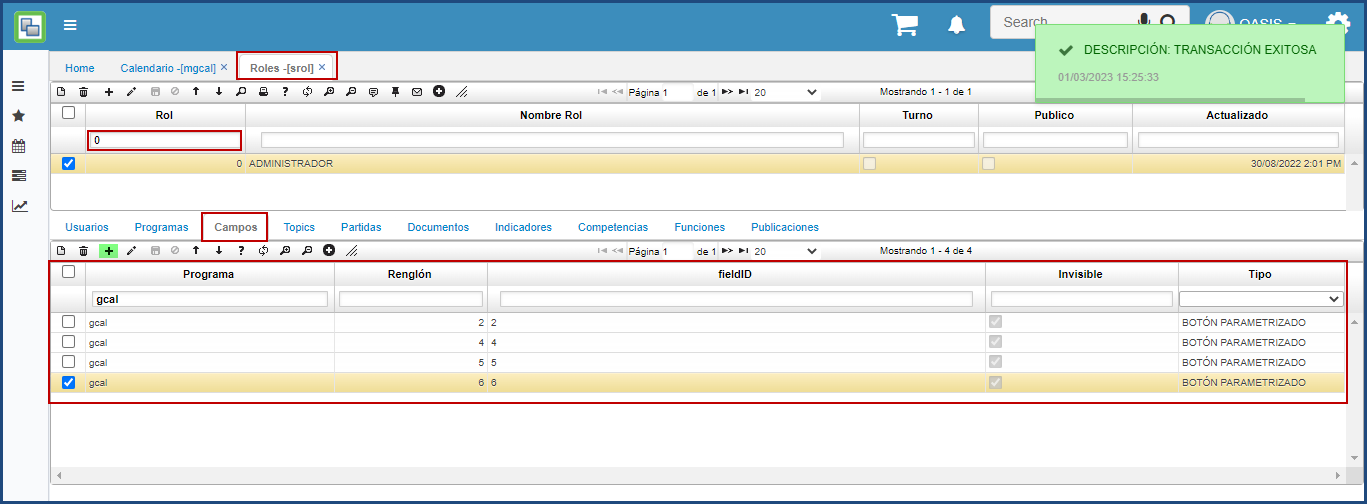 Search
OASIS
DESCRIPCIÓN: TRANSACCIÓN EXITOSA
01/03/2023 15:25:33
Home
Calendario -[mgcal] ×
Roles -[srol] ×
Página 1 de 1 20 Mostrando 1 - 1 de 1
Rol Nombre Rol Turno Publico Actualizado
0
0 ADMINISTRADOR 30/08/2022 2:01 PM
Usuarios Programas Campos Topics Partidas Documentos Indicadores Competencias Funciones Publicaciones
Página 1 de 1 20 Mostrando 1 - 4 de 4
Programa Renglón fieldID Invisible Tipo
gcal
gcal 2 2 BOTÓN PARAMETRIZADO
gcal 4 4 BOTÓN PARAMETRIZADO
gcal 5 5 BOTÓN PARAMETRIZADO
gcal 6 6 BOTÓN PARAMETRIZADO